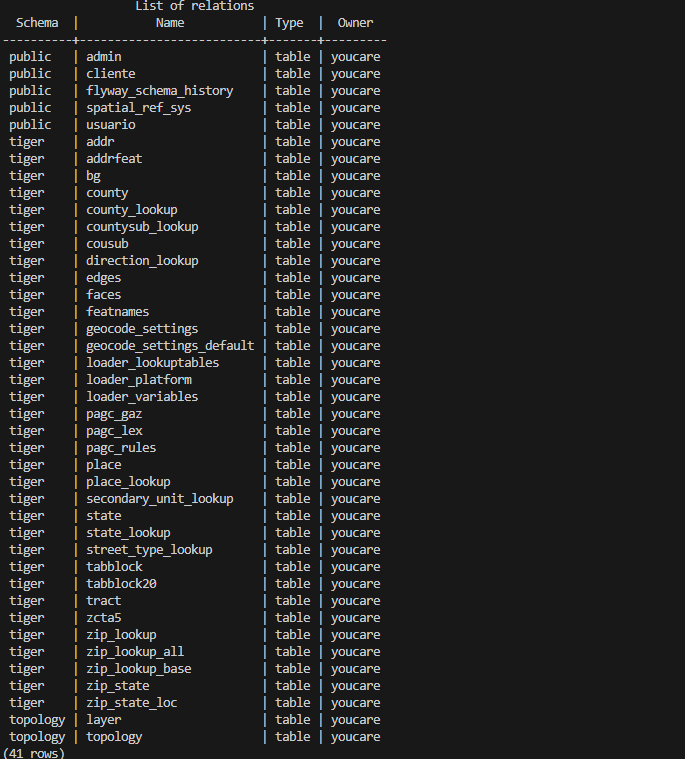 List of relations
Schema | Name | Type | Owner
----------+--------------------------+-------+---------
public | admin | table | youcare
public | cliente | table | youcare
public | flyway_schema_history | table | youcare
public | spatial_ref_sys | table | youcare
public | usuario | table | youcare
tiger | addr | table | youcare
tiger | addrfeat | table | youcare
tiger | bg | table | youcare
tiger | county | table | youcare
tiger | county_lookup | table | youcare
tiger | countysub_lookup | table | youcare
tiger | cousub | table | youcare
tiger | direction_lookup | table | youcare
tiger | edges | table | youcare
tiger | faces | table | youcare
tiger | featnames | table | youcare
tiger | geocode_settings | table | youcare
tiger | geocode_settings_default | table | youcare
tiger | loader_lookuptables | table | youcare
tiger | loader_platform | table | youcare
tiger | loader_variables | table | youcare
tiger | pagc_gaz | table | youcare
tiger | pagc_lex | table | youcare
tiger | pagc_rules | table | youcare
tiger | place | table | youcare
tiger | place_lookup | table | youcare
tiger | secondary_unit_lookup | table | youcare
tiger | state | table | youcare
tiger | state_lookup | table | youcare
tiger | street_type_lookup | table | youcare
tiger | tabblock | table | youcare
tiger | tabblock20 | table | youcare
tiger | tract | table | youcare
tiger | zcta5 | table | youcare
tiger | zip_lookup | table | youcare
tiger | zip_lookup_all | table | youcare
tiger | zip_lookup_base | table | youcare
tiger | zip_state | table | youcare
tiger | zip_state_loc | table | youcare
topology | layer | table | youcare
topology | topology | table | youcare
(41 rows)